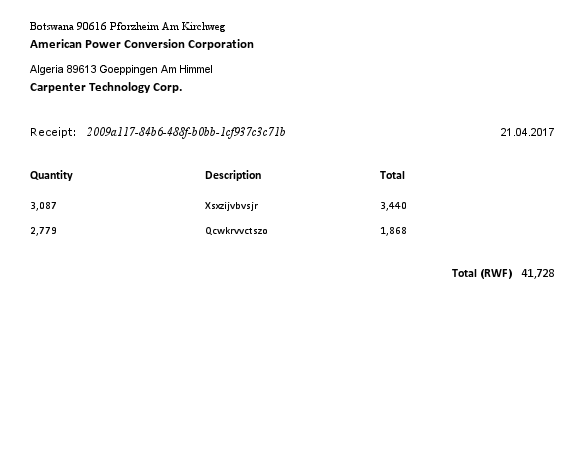 Botswana 90616 Pforzheim Am Kirchweg
American Power Conversion Corporation
Algeria 89613 Goeppingen Am Himmel
Carpenter Technology Corp.
Receipt: 2009a117-84b6-488f-b0bb-1cf937c3c71b 21.04.2017
Quantity Description Total
3,087 Xsxzijvbvsjr 3,440
2,779 Qcwkrvvctszo 1,868
Total (RWF) 41,728